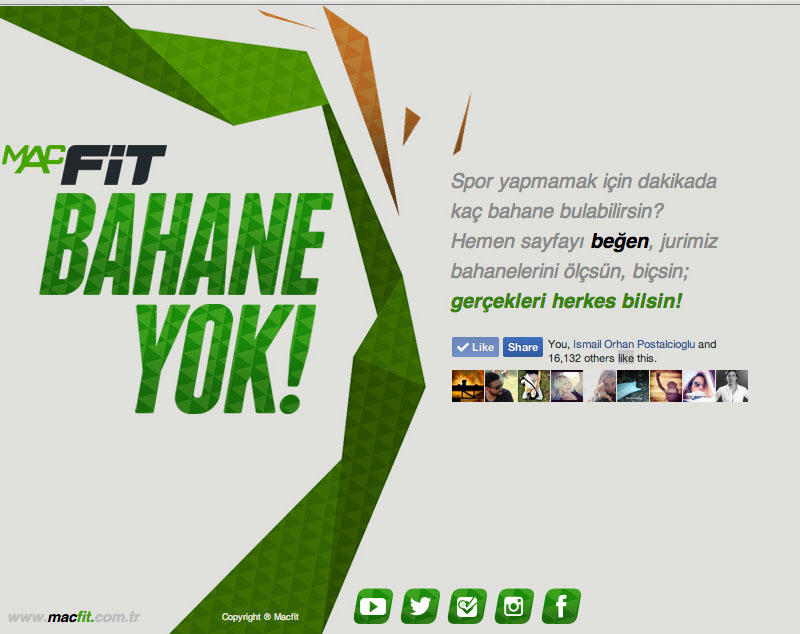 MACFIT
BAHANE
YOK!
Spor yapmamak için dakikada
kaç bahane bulabilirsin?
Hemen sayfayı beğen, jurimiz
bahanelerini ölçsün, biçsin;
gerçekleri herkes bilsin!
Like Share You, Ismail Orhan Postalcioglu and
16,132 others like this.
www.macfit.com.tr
Copyright ® Macfit